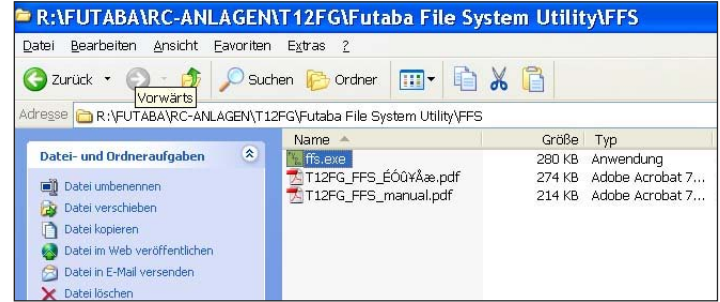 R:\FUTABA\RC-ANLAGEN\T12FG\Futaba File System Utility\FFS
Datei Bearbeiten Ansicht Favoriten Extras ?
Zurück Suchen Ordner
Vorwärts
Adresse R:\FUTABA\RC-ANLAGEN\T12FG\Futaba File System Utility\FFS
Name Größe Typ
Datei- und Ordneraufgaben
ffs.exe 280 KB Anwendung
T12FG_FFS_ÉÓû¥Åæ.pdf 274 KB Adobe Acrobat 7...
T12FG_FFS_manual.pdf 214 KB Adobe Acrobat 7...
Datei umbenennen
Datei verschieben
Datei kopieren
Datei im Web veröffentlichen
Datei in E-Mail versenden
Datei löschen